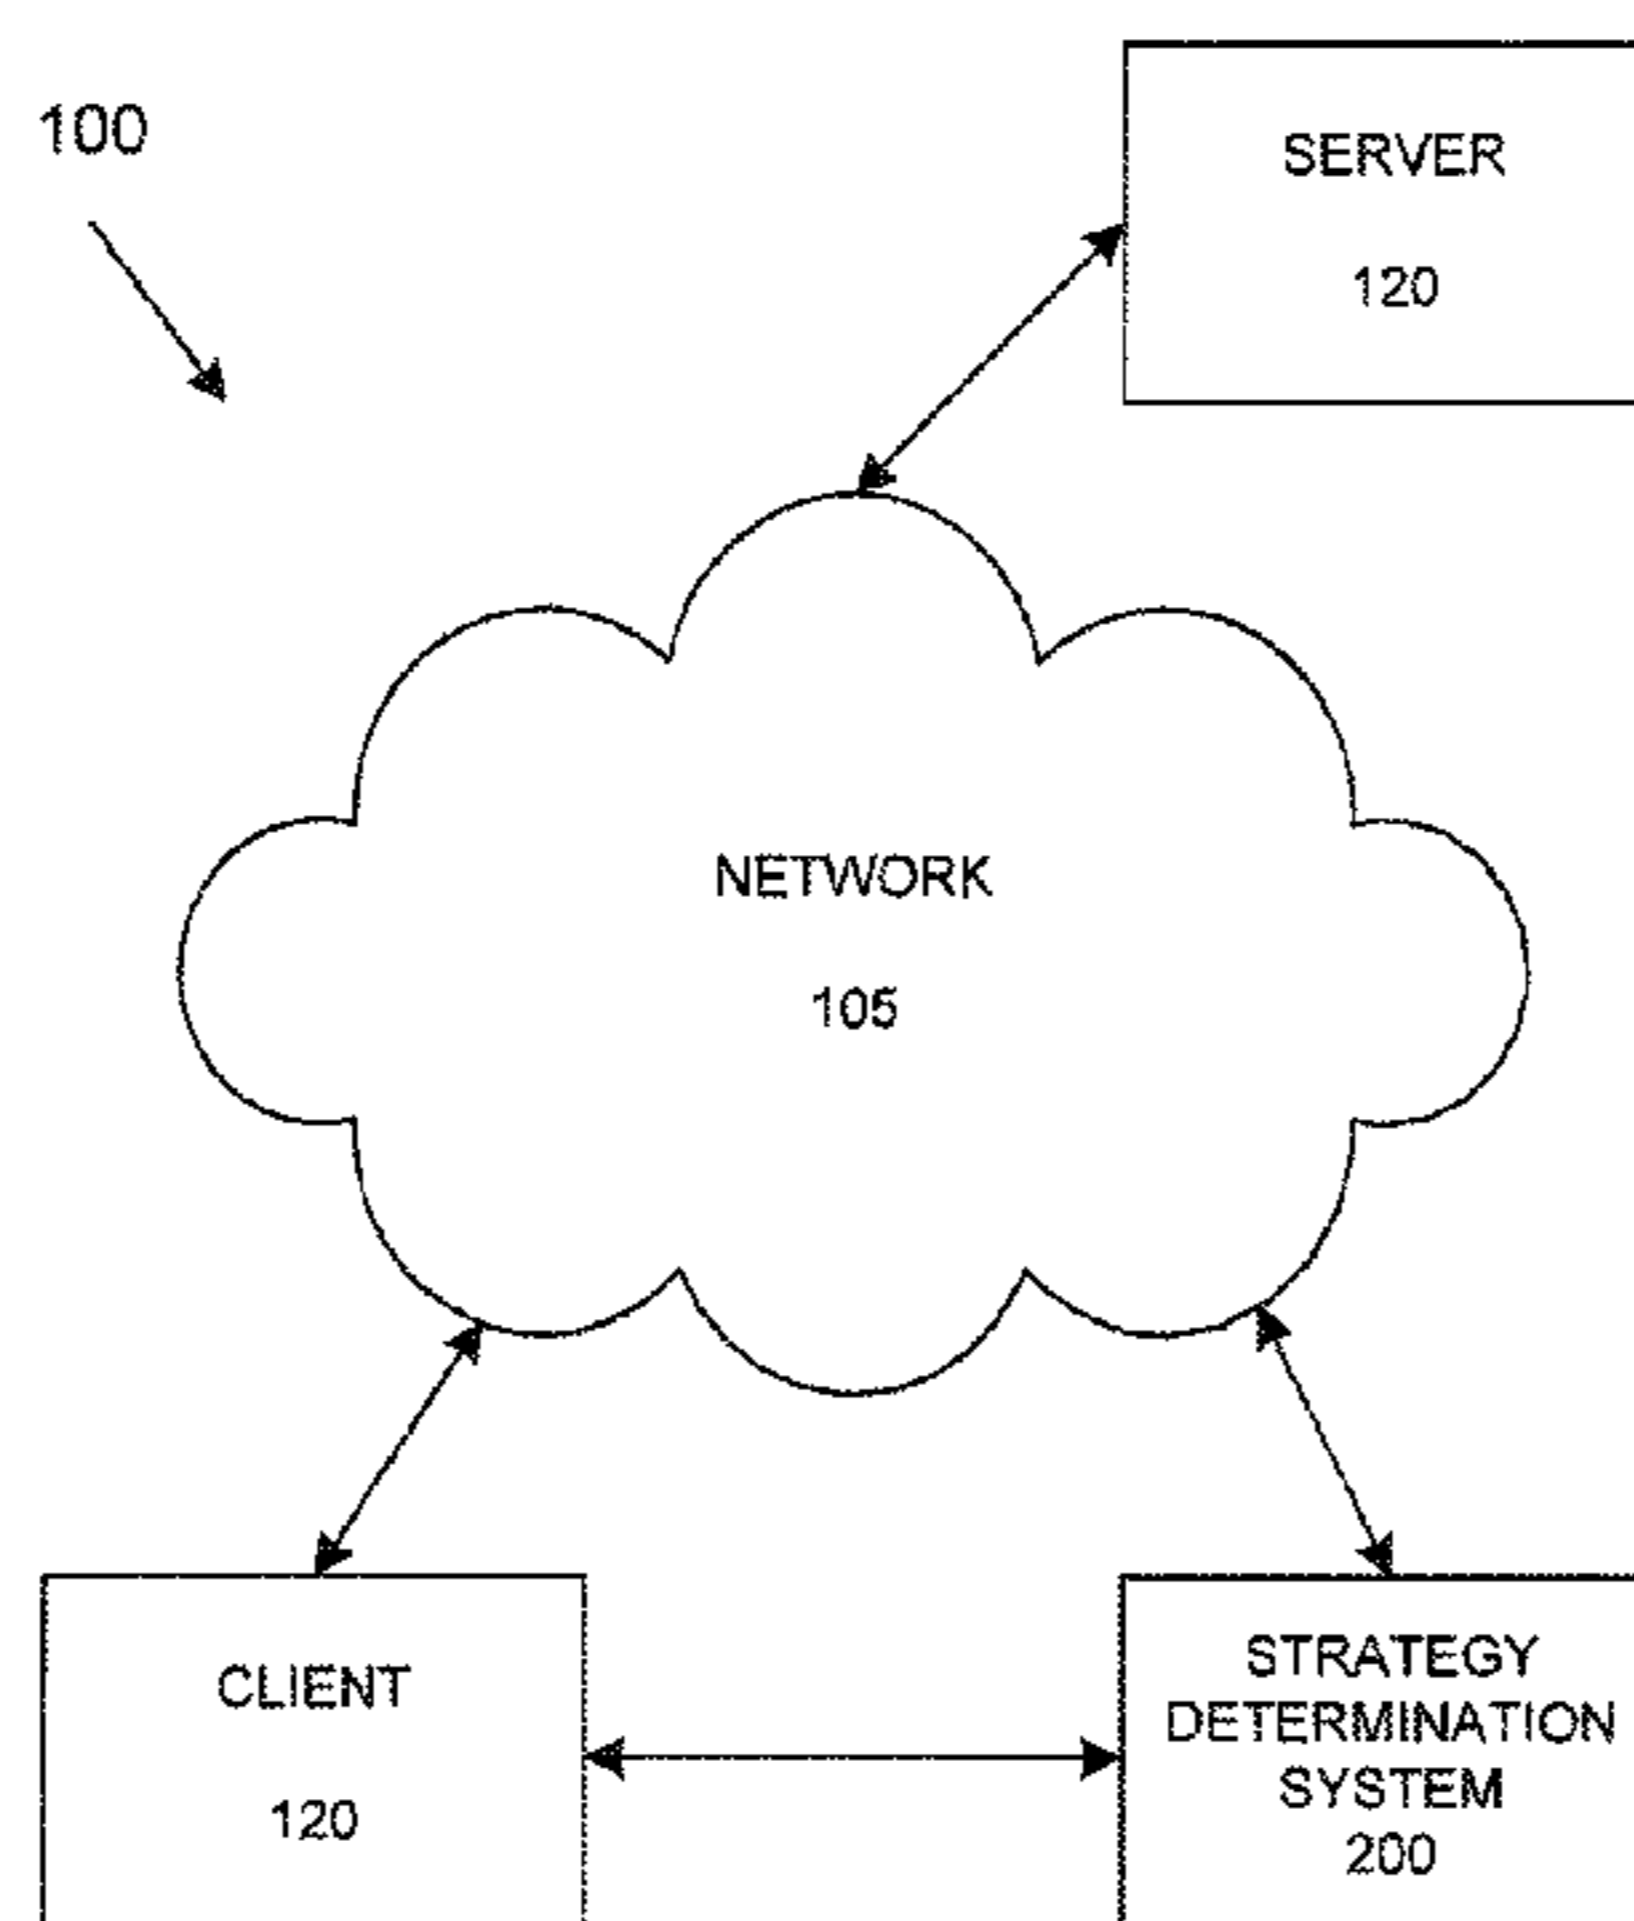 100
SERVER
120
NETWORK
105
CLIENT
120
STRATEGY
DETERMINATION
SYSTEM
200